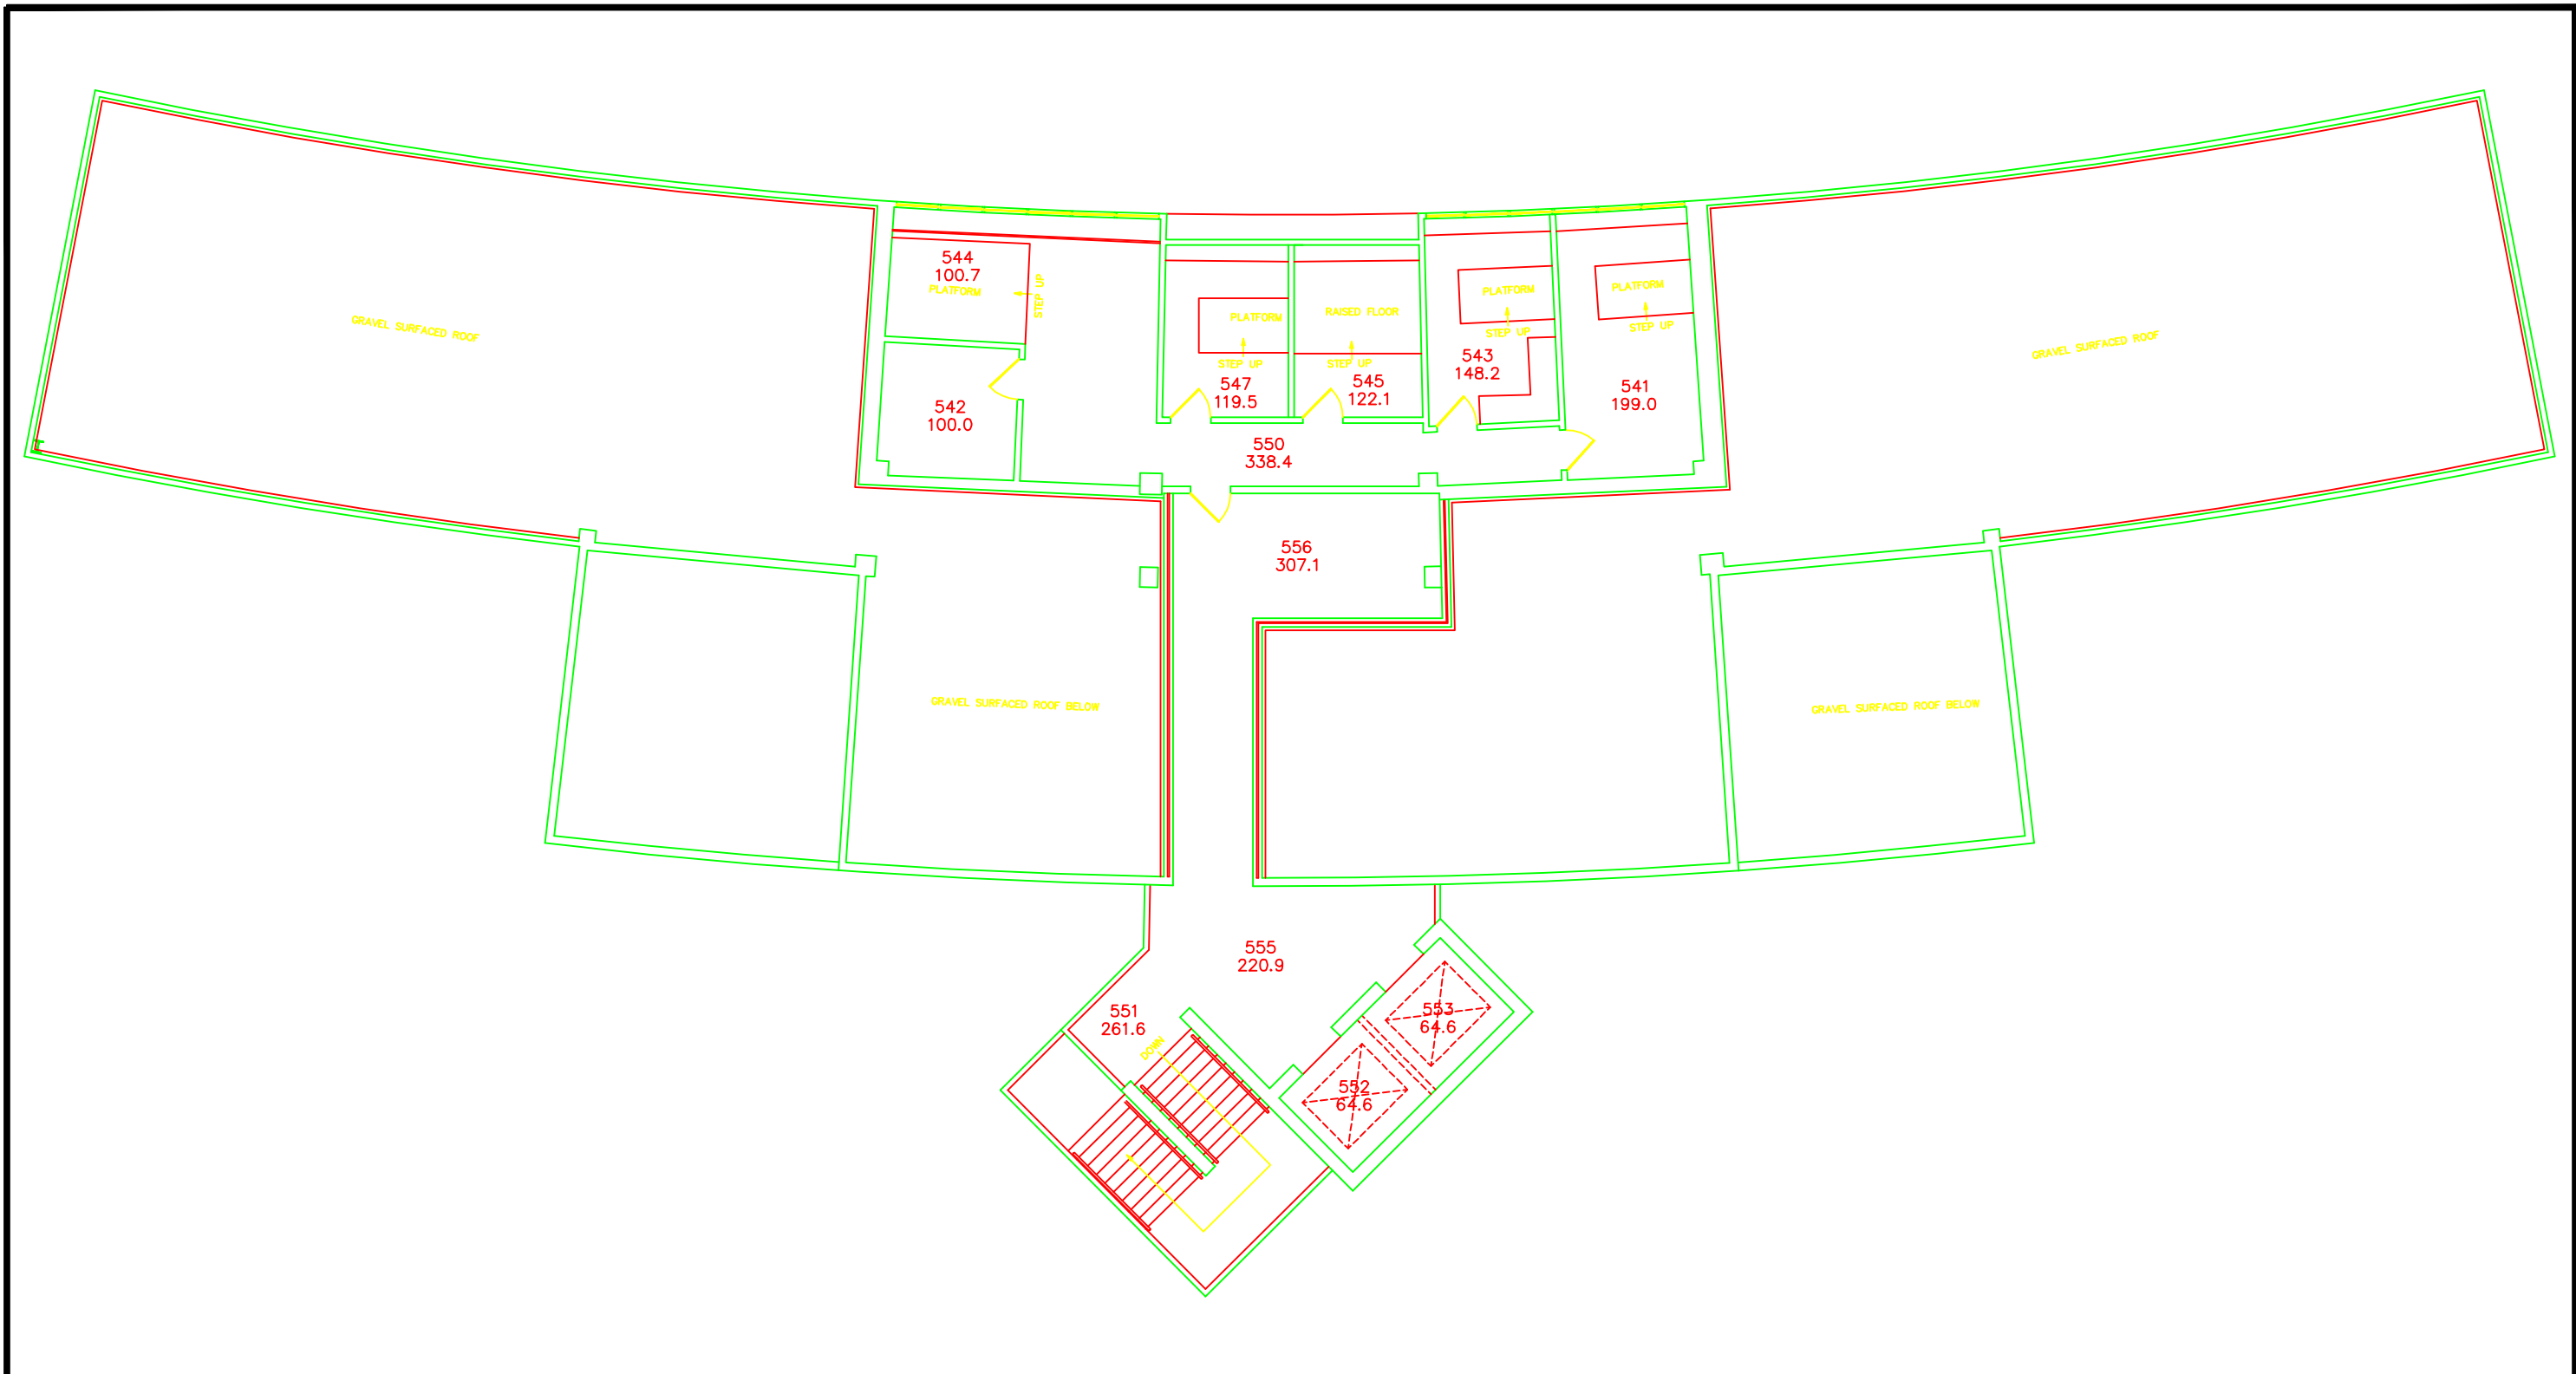 544
100.7
PLATFORM
STEP UP
GRAVEL SURFACED ROOF
542
100.0
PLATFORM
STEP UP
547
119.5
RAISED FLOOR
STEP UP
545
122.1
PLATFORM
STEP UP
543
148.2
PLATFORM
STEP UP
541
199.0
GRAVEL SURFACED ROOF
550
338.4
556
307.1
GRAVEL SURFACED ROOF BELOW
GRAVEL SURFACED ROOF BELOW
555
220.9
551
261.6
DOWN
553
64.6
552
64.6